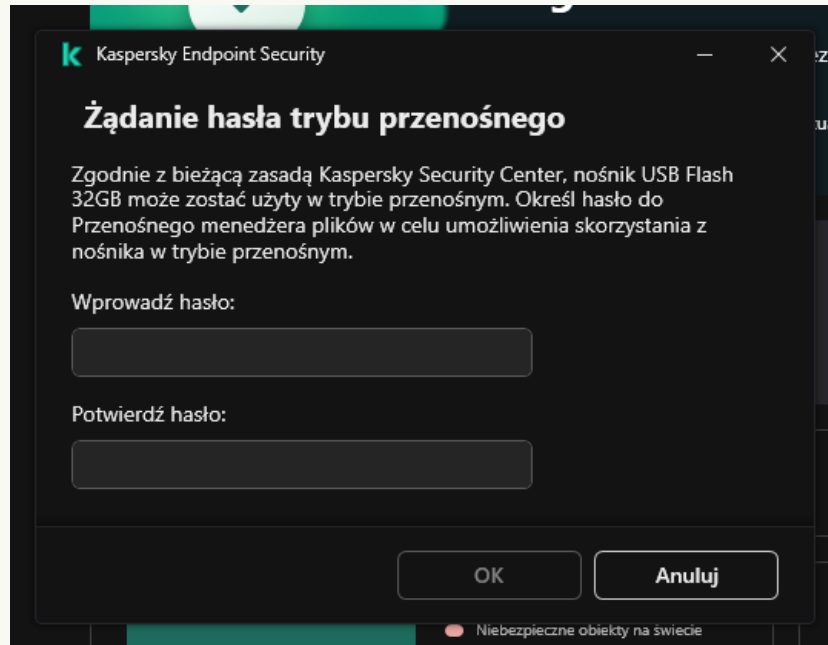 Kaspersky Endpoint Security
Żądanie hasła trybu przenośnego
Zgodnie z bieżącą zasadą Kaspersky Security Center, nośnik USB Flash
32GB może zostać użyty w trybie przenośnym. Określ hasło do
Przenośnego menedżera plików w celu umożliwienia skorzystania z
nośnika w trybie przenośnym.
Wprowadź hasło:
Potwierdź hasło:
OK Anuluj
Niebezpieczne obiekty na świecie